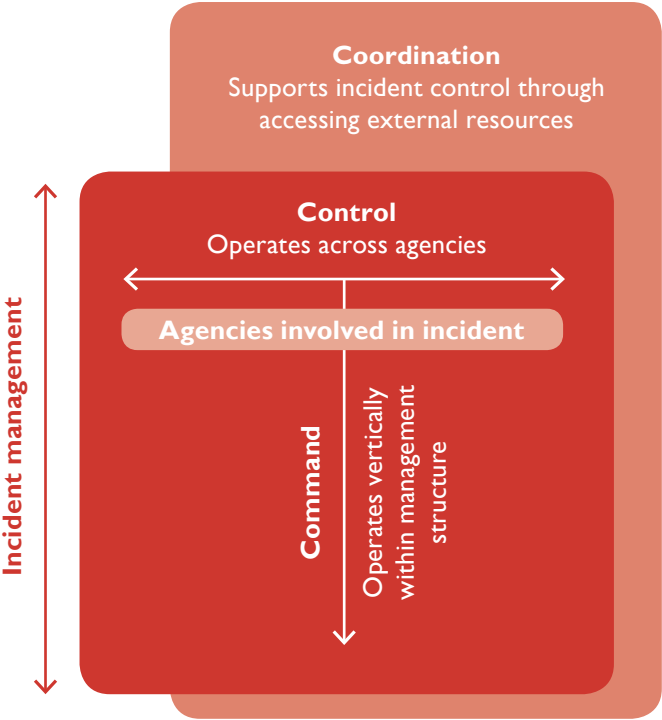 Coordination
Supports incident control through
accessing external resources
Control
Operates across agencies
Agencies involved in incident
Command
Operates vertically
within management
structure
Incident management